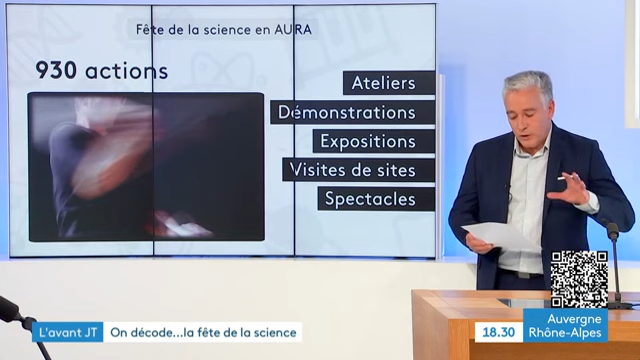 Fête de la science en AURA
930 actions
Ateliers
Démonstrations
Expositions
Visites de sites
Spectacles
L'avant JT
On décode...la fête de la science
18.30
Auvergne
Rhône-Alpes